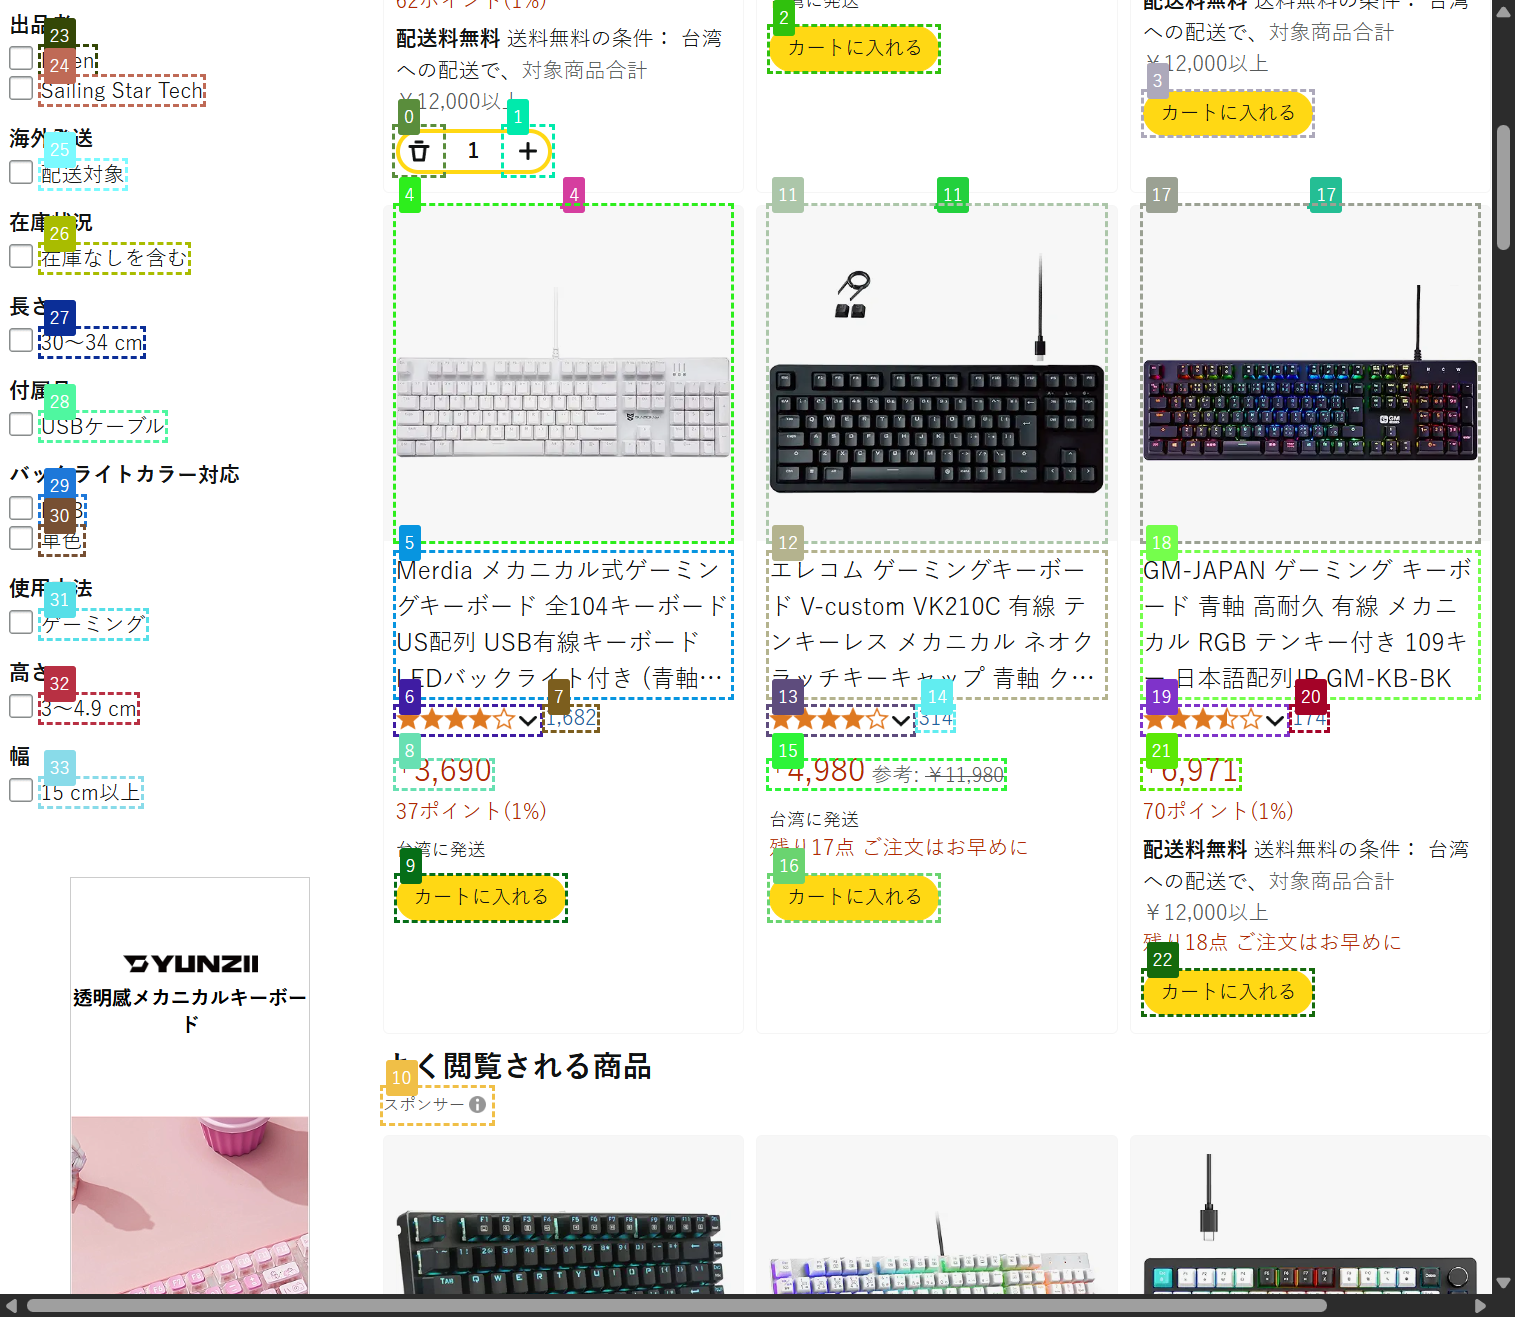 出品者
Sailing Star Tech
海外発送
配送対象
在庫状況
在庫なしを含む
長さ
30～34 cm
付属品
USBケーブル
バックライトカラー対応
単色
使用方法
ゲーミング
高さ
3～4.9 cm
幅
15 cm以上
YUNZII
透明感メカニカルキーボー
ド
62ポイント(1%)
配送料無料 送料無料の条件： 台湾
への配送で、対象商品合計
￥12,000以上
1
台湾に発送
カートに入れる
配送料無料 送料無料の条件： 台湾
への配送で、対象商品合計
￥12,000以上
カートに入れる
Merdia メカニカル式ゲーミン
グキーボード 全104キーボード
US配列 USB有線キーボード
LEDバックライト付き (青軸…
1,682
3,690
37ポイント(1%)
台湾に発送
カートに入れる
エレコム ゲーミングキーボー
ド V-custom VK210C 有線 テ
ンキーレス メカニカル ネオク
ラッチキーキャップ 青軸 ク…
314
4,980 参考: ￥11,980
台湾に発送
残り17点 ご注文はお早めに
カートに入れる
GM-JAPAN ゲーミング キーボ
ード 青軸 高耐久 有線 メカニ
カル RGB テンキー付き 109キ
ー 日本語配列JP GM-KB-BK
174
6,971
70ポイント(1%)
配送料無料 送料無料の条件： 台湾
への配送で、対象商品合計
￥12,000以上
残り18点 ご注文はお早めに
カートに入れる
よく閲覧される商品
スポンサー
0
1
2
3
4
4
5
6
7
8
9
10
11
11
12
13
14
15
16
17
17
18
19
20
21
22
23
24
25
26
27
28
29
30
31
32
33